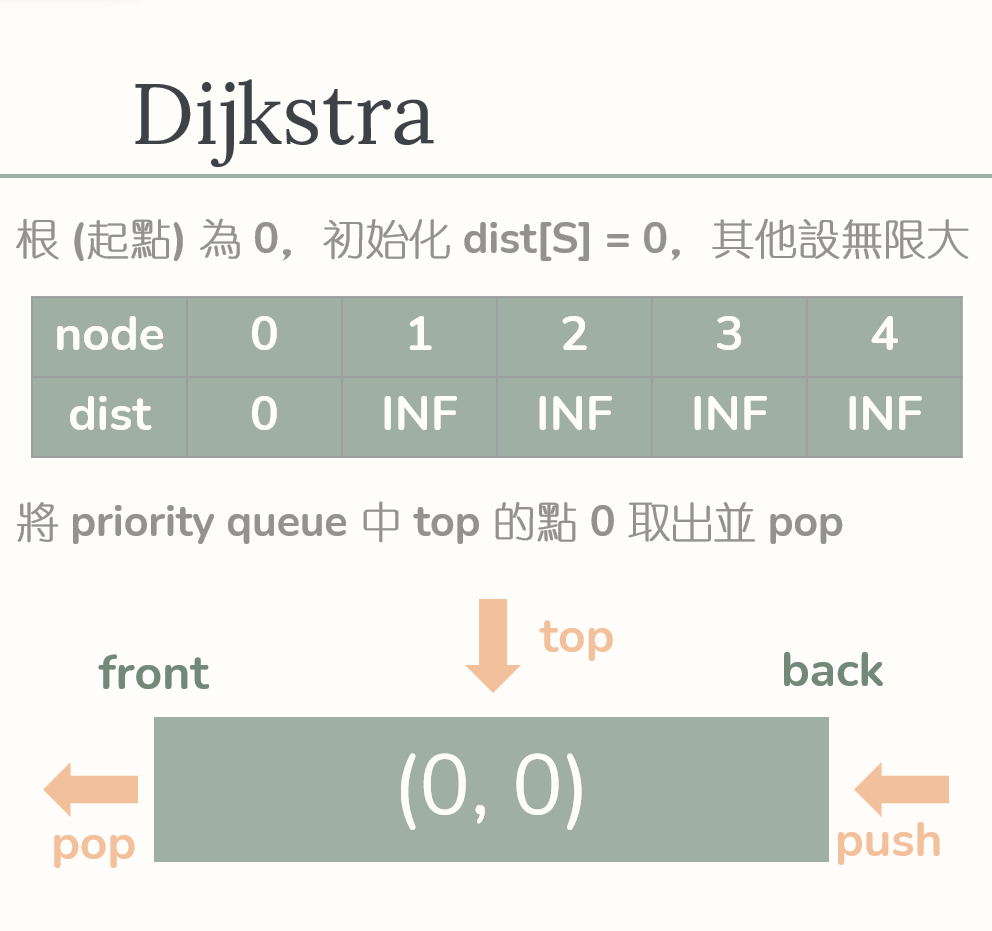 Dijkstra
根 (起點) 為 0，初始化 dist[S] = 0，其他設無限大
node 0 1 2 3 4
dist 0 INF INF INF INF
將 priority queue 中 top 的點 0 取出並 pop
top
front back
(0, 0)
pop push